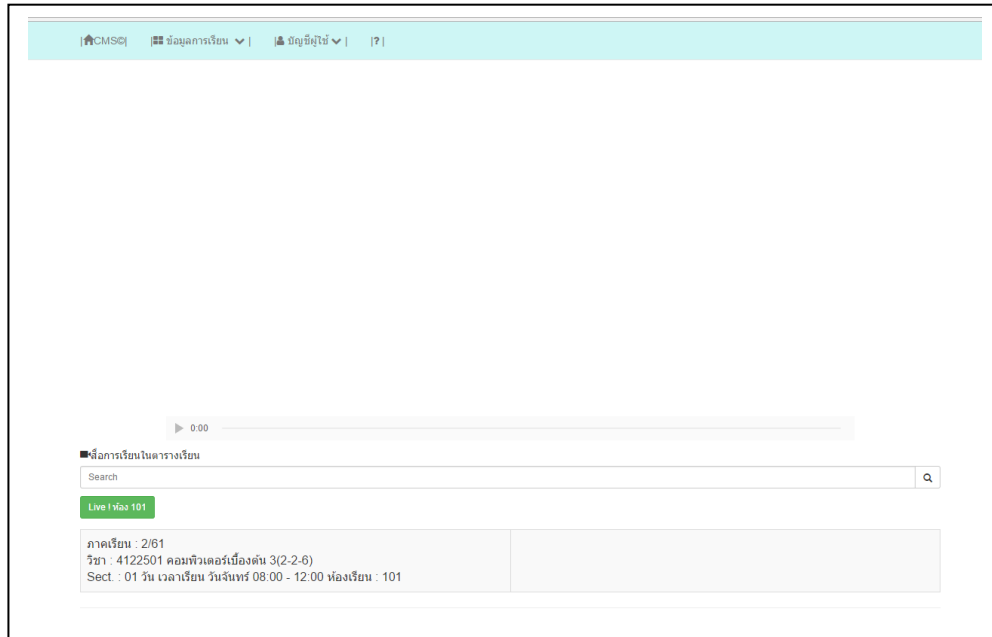 |CMS©| | ข้อมูลการเรียน | | บัญชีผู้ใช้ | |?|
0:00
สื่อการเรียนในตารางเรียน
Search
Live ! ห้อง 101
ภาคเรียน : 2/61
วิชา : 4122501 คอมพิวเตอร์เบื้องต้น 3(2-2-6)
Sect. : 01 วัน เวลาเรียน วันจันทร์ 08:00 - 12:00 ห้องเรียน : 101